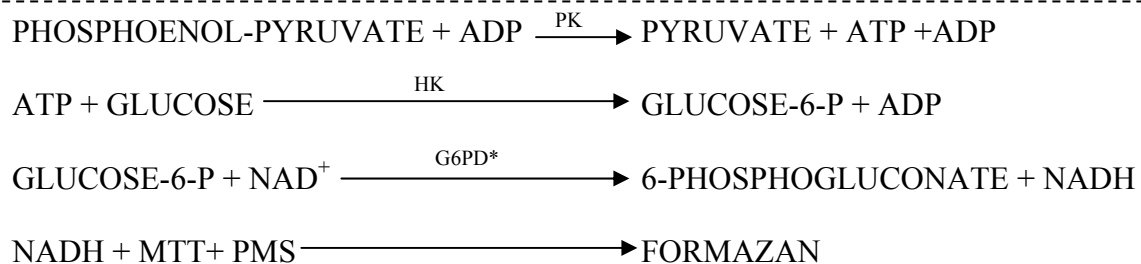 PHOSPHOENOL-PYRUVATE + ADP PK PYRUVATE + ATP +ADP
ATP + GLUCOSE HK GLUCOSE-6-P + ADP
GLUCOSE-6-P + NAD⁺ G6PD* 6-PHOSPHOGLUCONATE + NADH
NADH + MTT+ PMS FORMAZAN